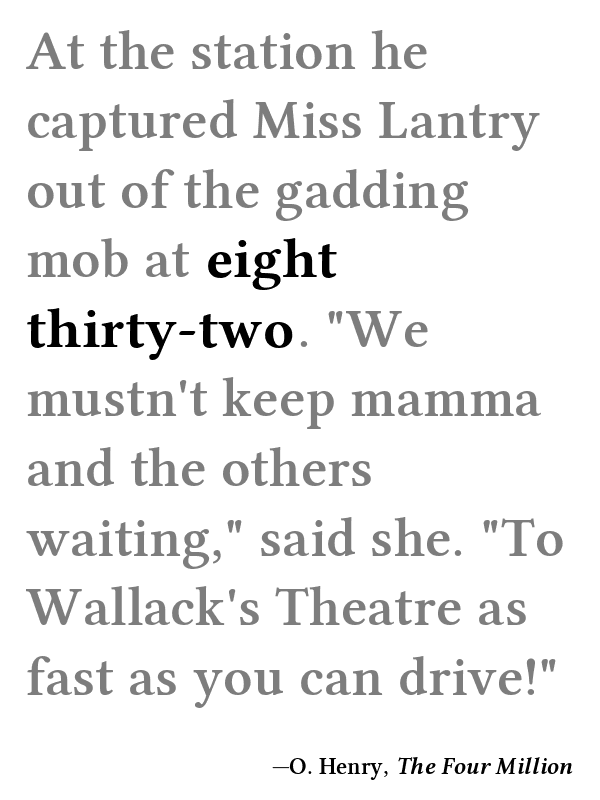 At the station he
captured Miss Lantry
out of the gadding
mob at eight
thirty-two. "We
mustn't keep mamma
and the others
waiting," said she. "To
Wallack's Theatre as
fast as you can drive!"
—O. Henry, The Four Million